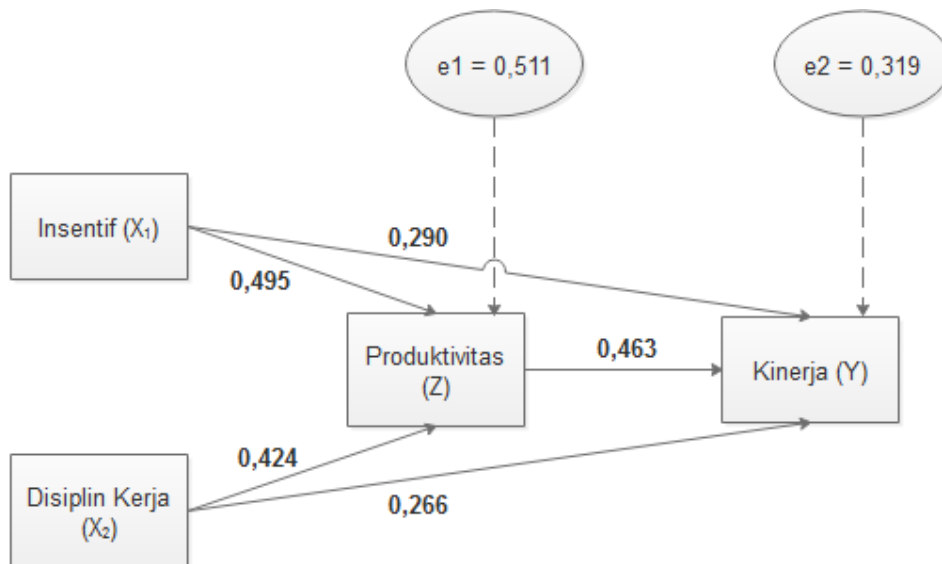 e1 = 0,511
e2 = 0,319
Insentif (X₁)
0,290
0,495
Produktivitas
(Z)
0,463
Kinerja (Y)
0,424
Disiplin Kerja
(X₂)
0,266